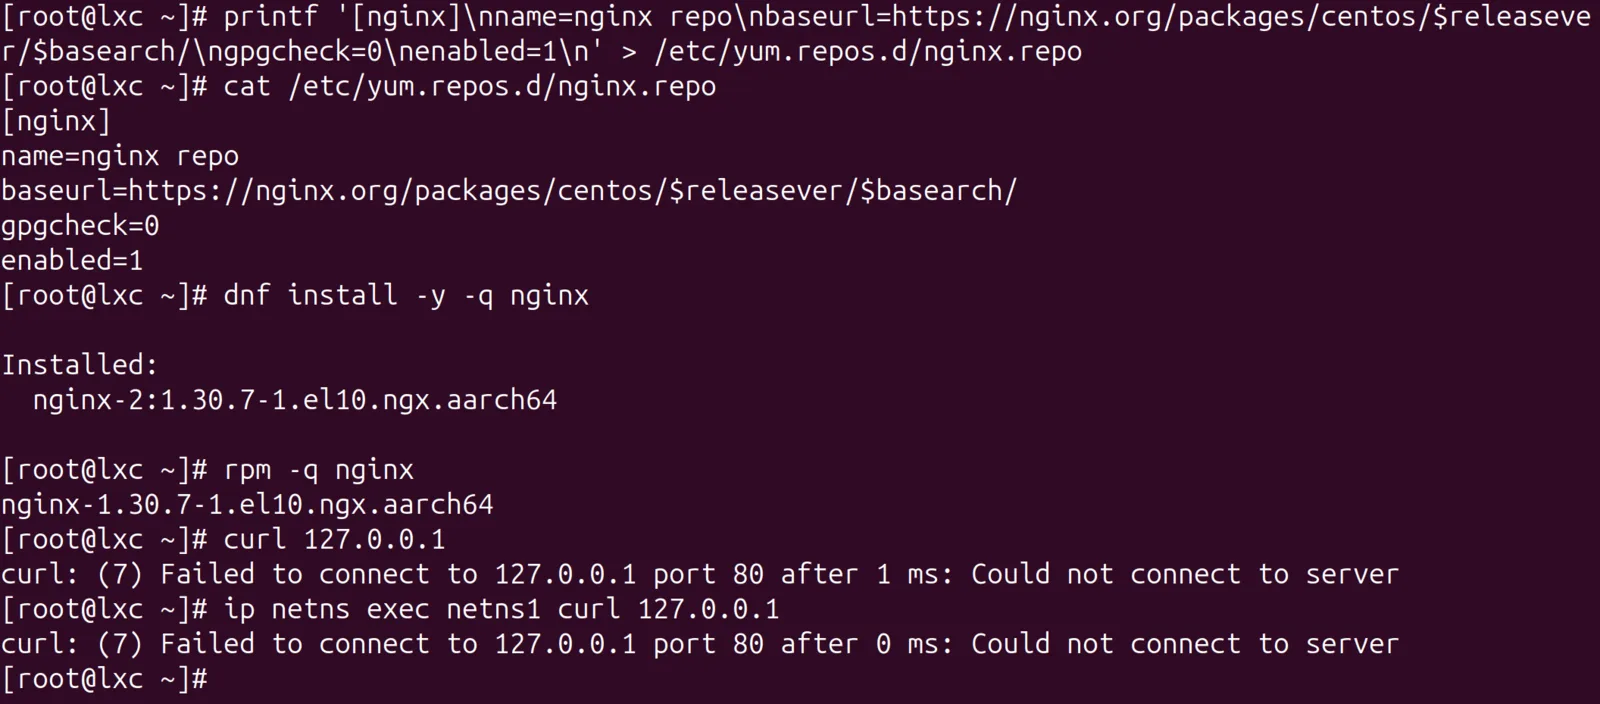 [root@lxc ~]# printf '[nginx]\nname=nginx repo\nbaseurl=https://nginx.org/packages/centos/$releaseve
r/$basearch/\ngpgcheck=0\nenabled=1\n' > /etc/yum.repos.d/nginx.repo
[root@lxc ~]# cat /etc/yum.repos.d/nginx.repo
[nginx]
name=nginx repo
baseurl=https://nginx.org/packages/centos/$releasever/$basearch/
gpgcheck=0
enabled=1
[root@lxc ~]# dnf install -y -q nginx
Installed:
  nginx-2:1.30.7-1.el10.ngx.aarch64
[root@lxc ~]# rpm -q nginx
nginx-1.30.7-1.el10.ngx.aarch64
[root@lxc ~]# curl 127.0.0.1
curl: (7) Failed to connect to 127.0.0.1 port 80 after 1 ms: Could not connect to server
[root@lxc ~]# ip netns exec netns1 curl 127.0.0.1
curl: (7) Failed to connect to 127.0.0.1 port 80 after 0 ms: Could not connect to server
[root@lxc ~]#